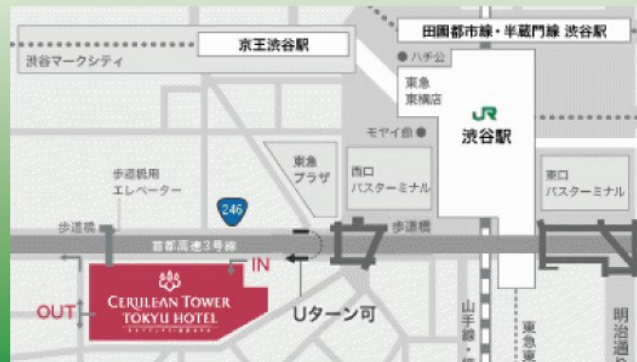 京王渋谷駅
渋谷マークシティ
田園都市線・半蔵門線 渋谷駅
ハチ公
東急
東横店
JR
渋谷駅
モヤイ像
東急
プラザ
西口
バスターミナル
東口
バスターミナル
歩道橋用
エレベーター
246
歩道橋
歩道橋
首都高速3号線
IN
OUT
CERULEAN TOWER
TOKYU HOTEL
Uターン可
山手線・
東急東
明治通